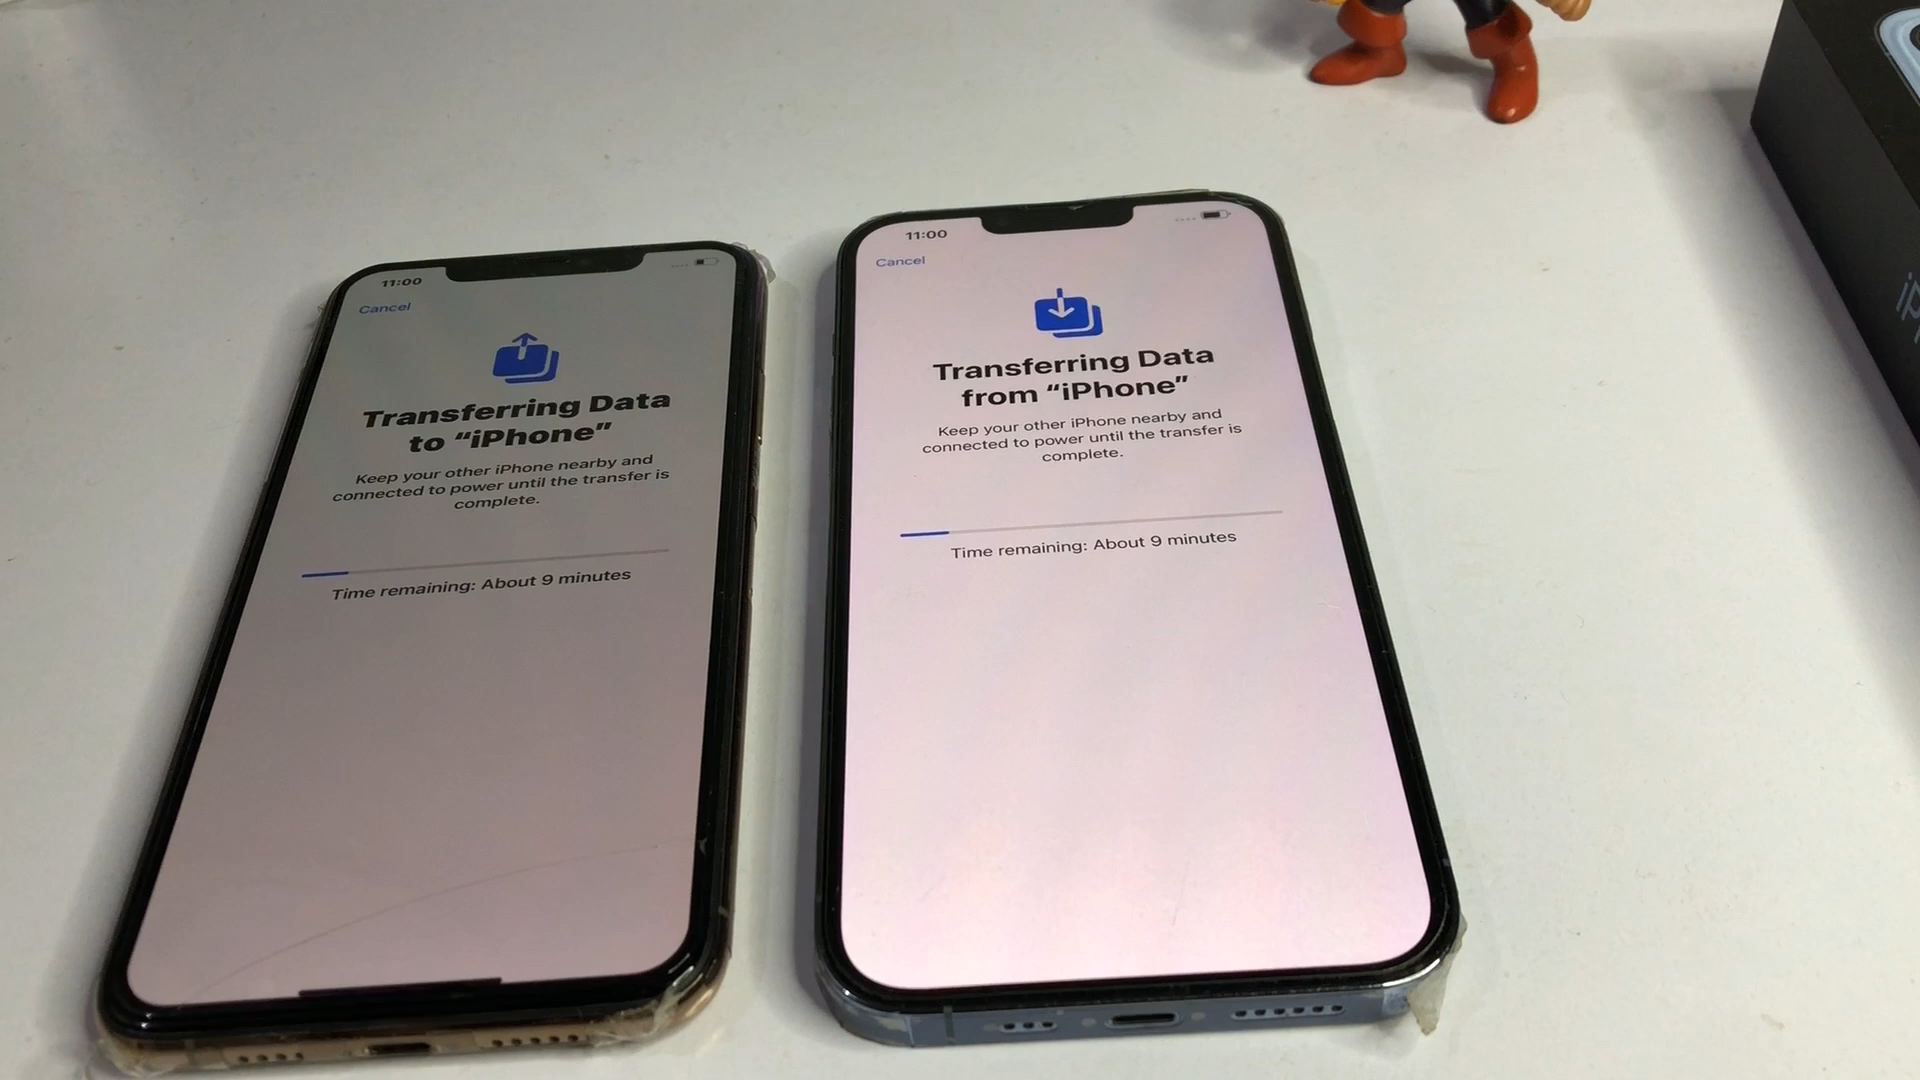 11:00
Cancel
Transferring Data
to “iPhone”
Keep your other iPhone nearby and
connected to power until the transfer is
complete.
Time remaining: About 9 minutes
11:00
Cancel
Transferring Data
from “iPhone”
Keep your other iPhone nearby and
connected to power until the transfer is
complete.
Time remaining: About 9 minutes